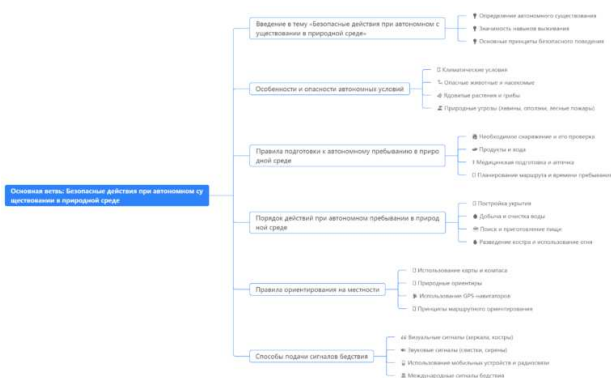 Введение в тему «Безопасные действия при автономном с
уществовании в природной среде»
Определение автономного существования
Значимость навыков выживания
Основные принципы безопасного поведения
Особенности и опасности автономных условий
Климатические условия
Опасные животные и насекомые
Ядовитые растения и грибы
Природные угрозы (лавины, оползни, лесные пожары)
Правила подготовки к автономному пребыванию в приро
дной среде
Необходимое снаряжение и его проверка
Продукты и вода
Медицинская подготовка и аптечка
Планирование маршрута и времени пребывания
Основная ветвь: Безопасные действия при автономном су
ществовании в природной среде
Порядок действий при автономном пребывании в природ
ной среде
Постройка укрытия
Добыча и очистка воды
Поиск и приготовление пищи
Разведение костра и использование огня
Правила ориентирования на местности
Использование карты и компаса
Природные ориентиры
Использование GPS-навигаторов
Принципы маршрутного ориентирования
Способы подачи сигналов бедствия
Визуальные сигналы (зеркала, костры)
Звуковые сигналы (свистки, сирены)
Использование мобильных устройств и радиосвязи
Международные сигналы бедствия